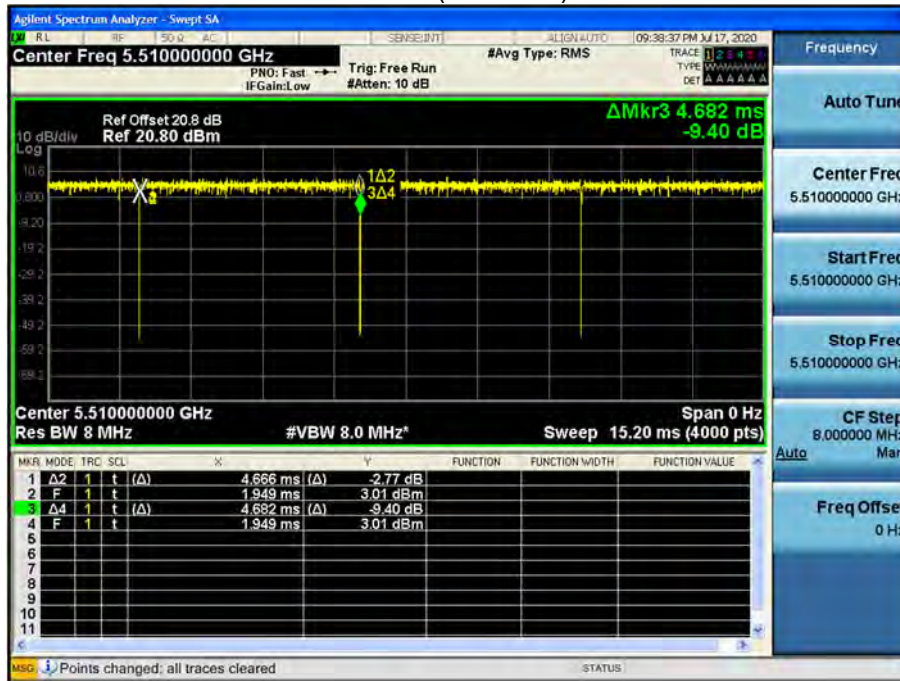 Agilent Spectrum Analyzer - Swept SA
RL RF 50 Ω AC SENSE:INT ALIGN AUTO 09:38:37 PM Jul 17, 2020
Center Freq 5.510000000 GHz #Avg Type: RMS TRACE 1 2 3 4 5 6
PNO: Fast Trig: Free Run TYPE
IFGain:Low #Atten: 10 dB DET A A A A A A
Frequency
ΔMkr3 4.682 ms
-9.40 dB
Ref Offset 20.8 dB
10 dB/div Ref 20.80 dBm
Log
10.8
0.800
-9.20
-19.2
-29.2
-39.2
-49.2
-59.2
-69.2
1Δ2
3Δ4
Center 5.510000000 GHz Span 0 Hz
Res BW 8 MHz #VBW 8.0 MHz* Sweep 15.20 ms (4000 pts)
MKR MODE TRC SCL X Y FUNCTION FUNCTION WIDTH FUNCTION VALUE
1 Δ2 1 t (Δ) 4.666 ms (Δ) -2.77 dB
2 F 1 t 1.949 ms 3.01 dBm
3 Δ4 1 t (Δ) 4.682 ms (Δ) -9.40 dB
4 F 1 t 1.949 ms 3.01 dBm
5
6
7
8
9
10
11
Auto Tune
Center Freq
5.510000000 GHz
Start Freq
5.510000000 GHz
Stop Freq
5.510000000 GHz
CF Step
8.000000 MHz
Auto Man
Freq Offset
0 Hz
MSG Points changed; all traces cleared STATUS